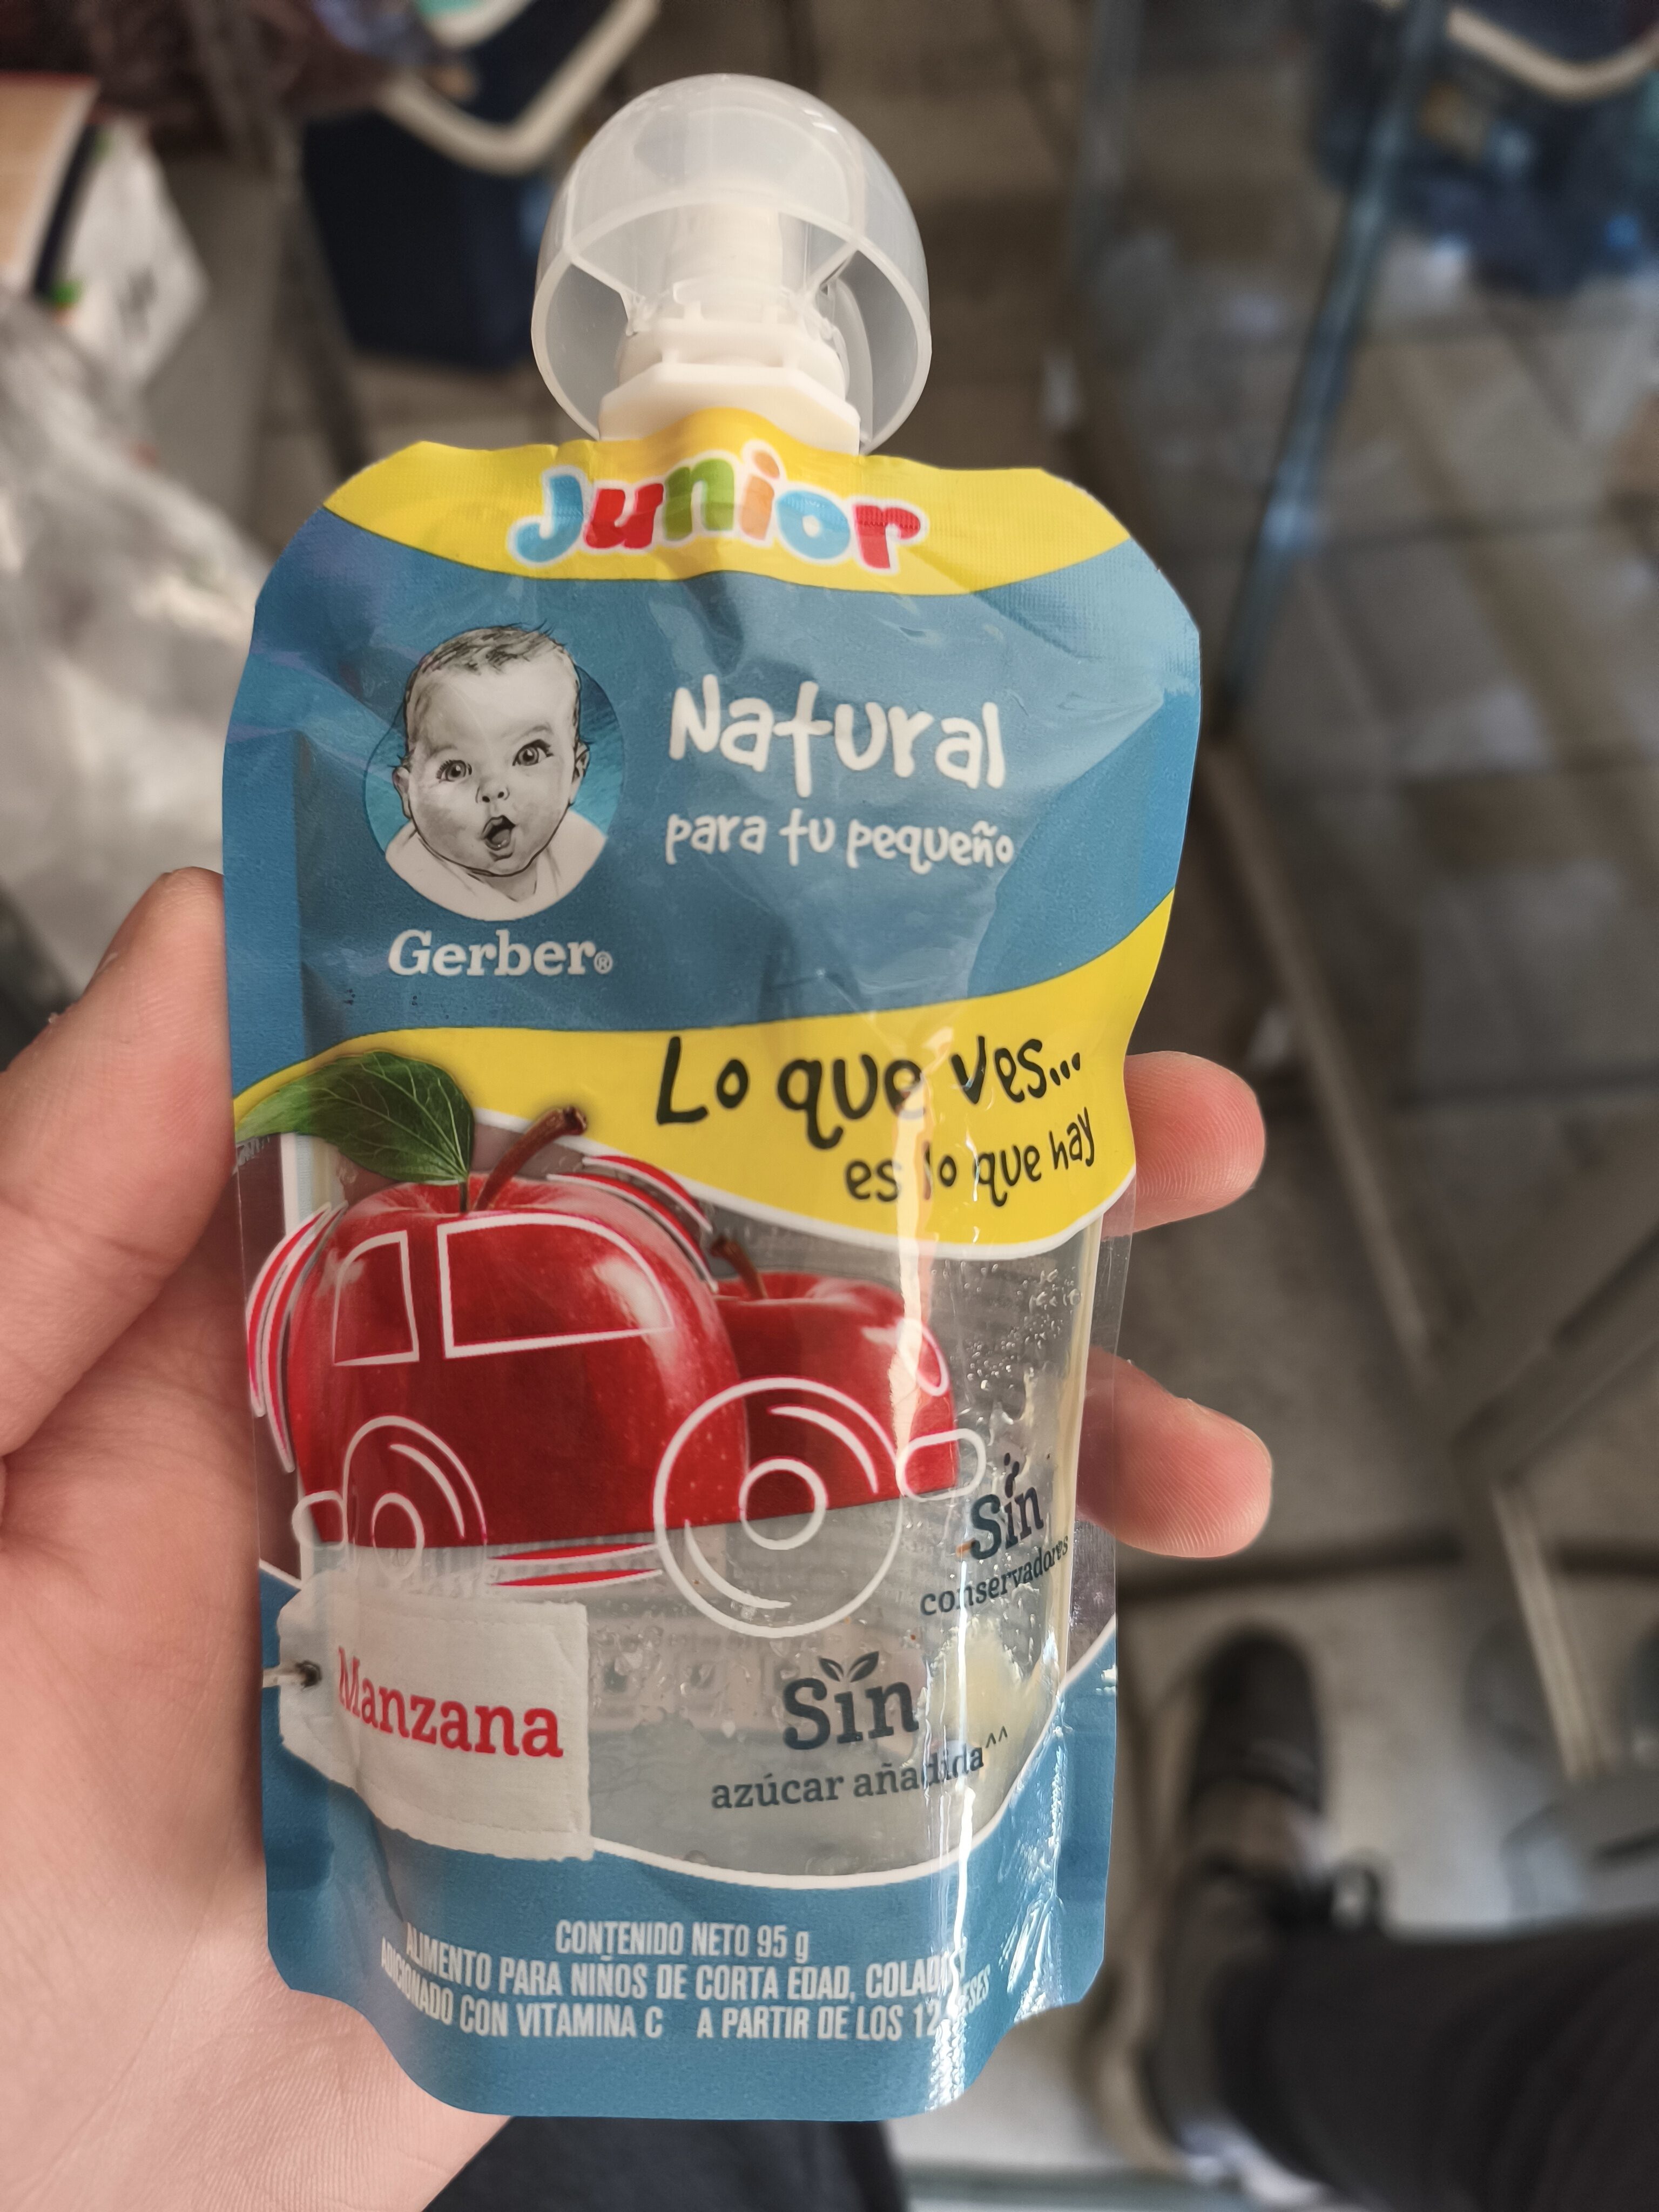 Junior
Natural
para tu pequeño
Gerber®
Lo que ves...
es lo que hay
Sin
conservadores
Manzana
Sin
azúcar añadida^^
CONTENIDO NETO 95 g
ALIMENTO PARA NIÑOS DE CORTA EDAD, COLADO Y
ADICIONADO CON VITAMINA C A PARTIR DE LOS 12 MESES